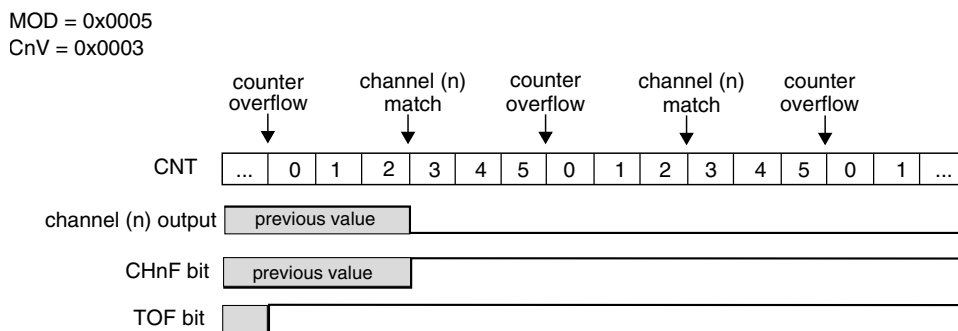 MOD = 0x0005
CnV = 0x0003
counter overflow
channel (n) match
counter overflow
channel (n) match
counter overflow
CNT ... 0 1 2 3 4 5 0 1 2 3 4 5 0 1 ...
channel (n) output previous value
CHnF bit previous value
TOF bit